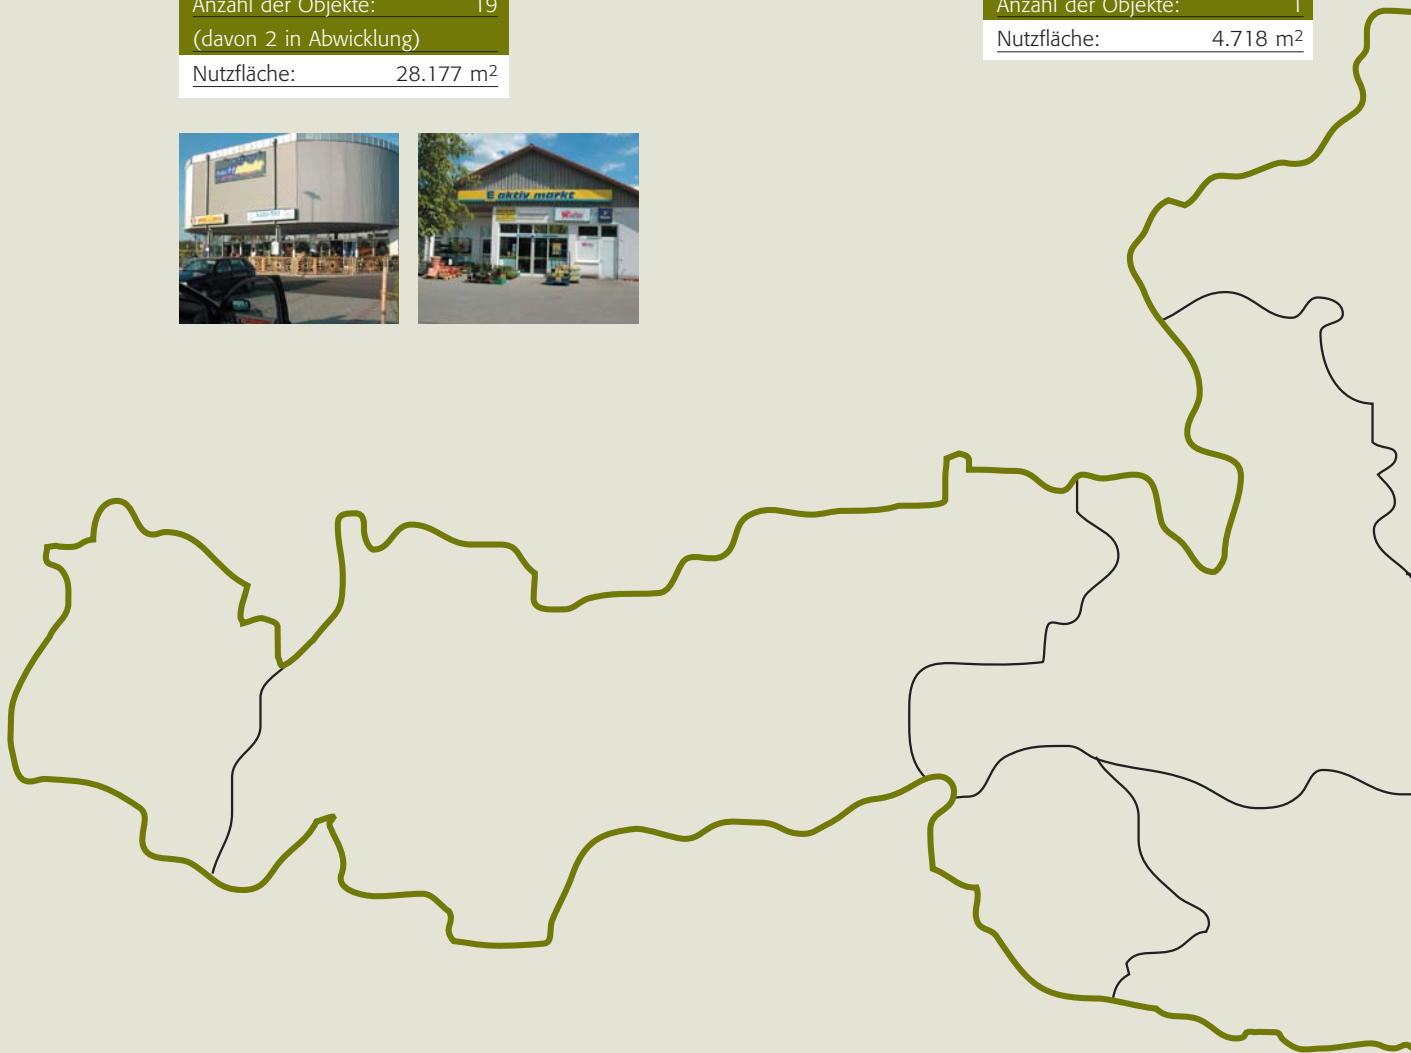 Anzahl der Objekte: 19
(davon 2 in Abwicklung)
Nutzfläche: 28.177 m²
Anzahl der Objekte: 1
Nutzfläche: 4.718 m²
E aktiv markt